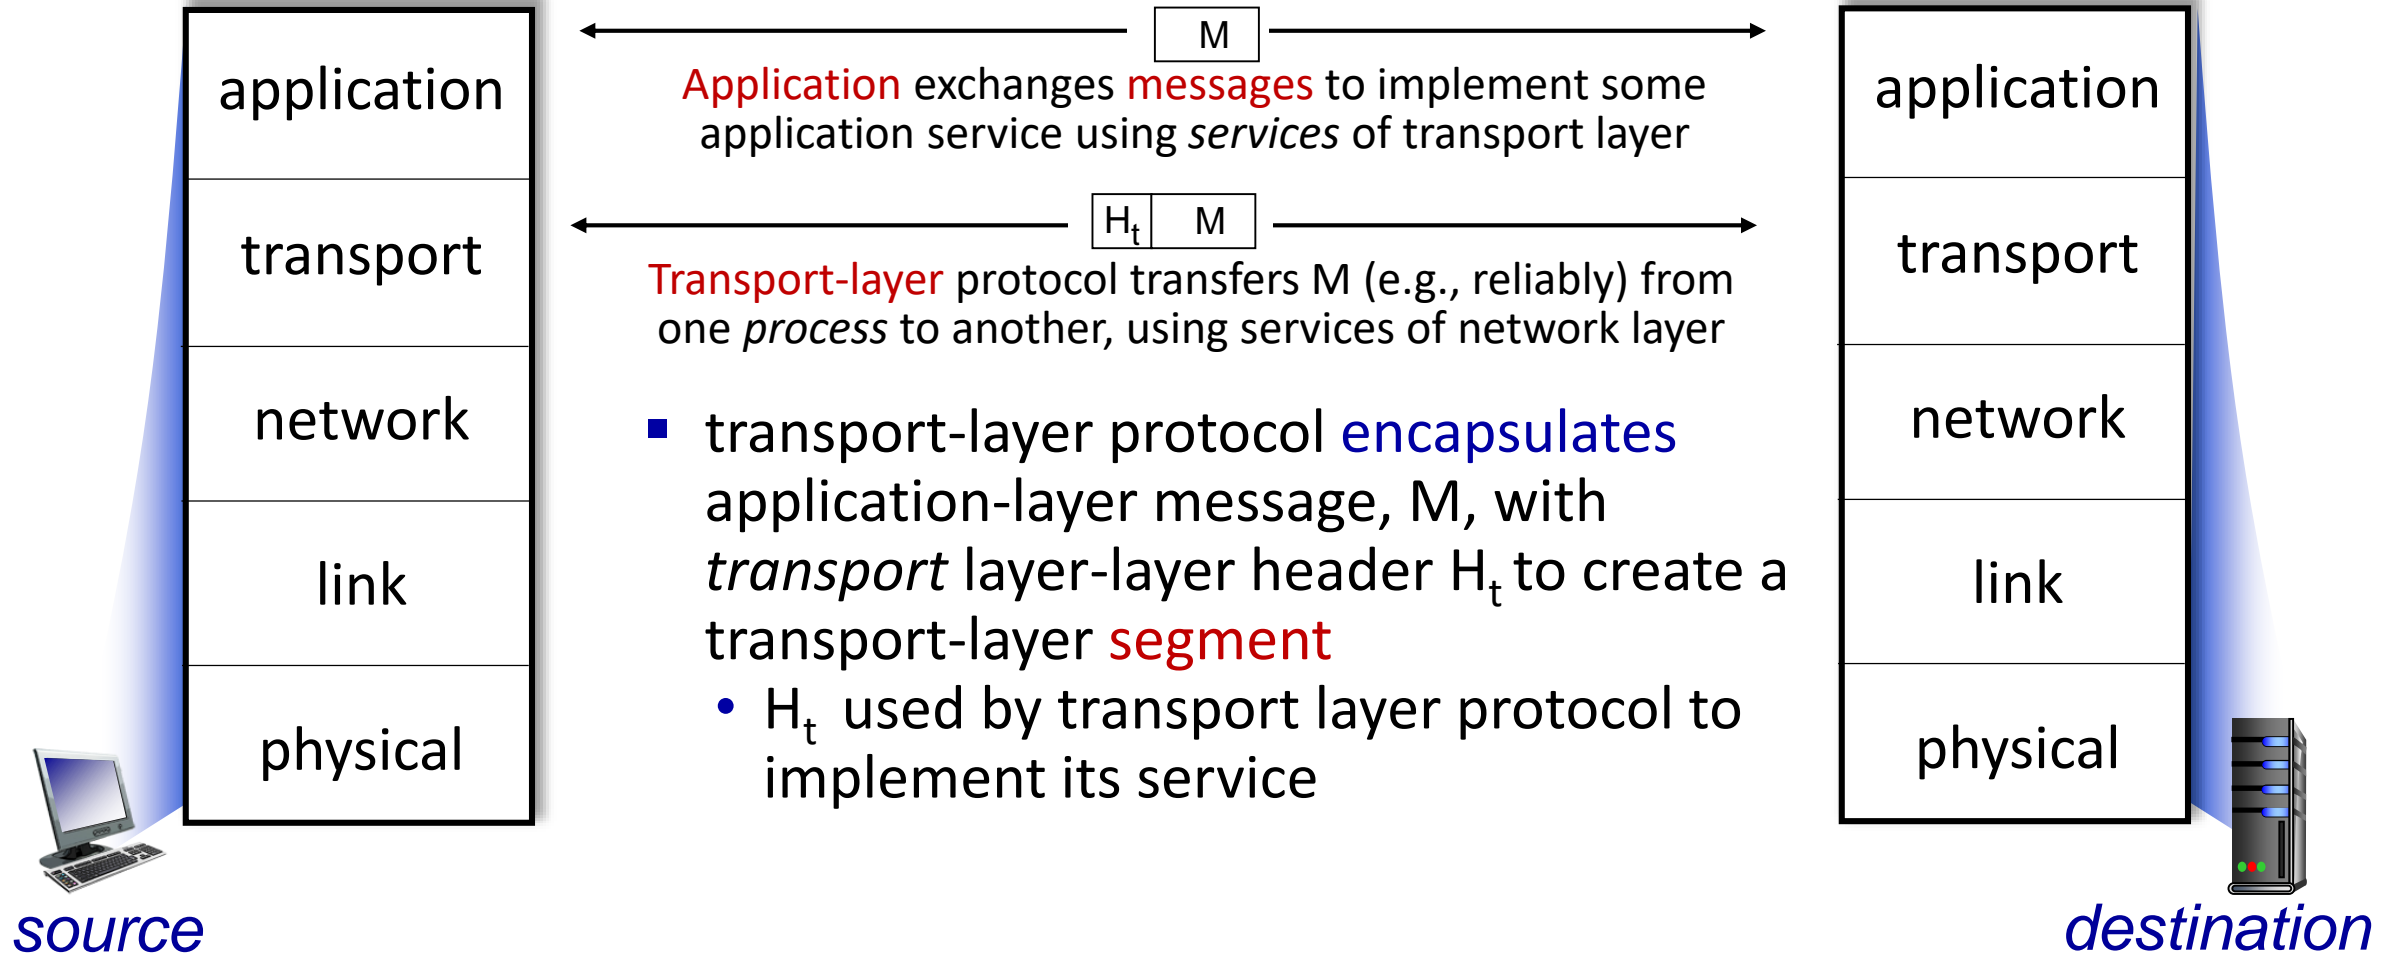 application
transport
network
link
physical
source
M
Application exchanges messages to implement some
application service using services of transport layer
Ht M
Transport-layer protocol transfers M (e.g., reliably) from
one process to another, using services of network layer
▪ transport-layer protocol encapsulates
application-layer message, M, with
transport layer-layer header Ht to create a
transport-layer segment
• Ht used by transport layer protocol to
implement its service
application
transport
network
link
physical
destination